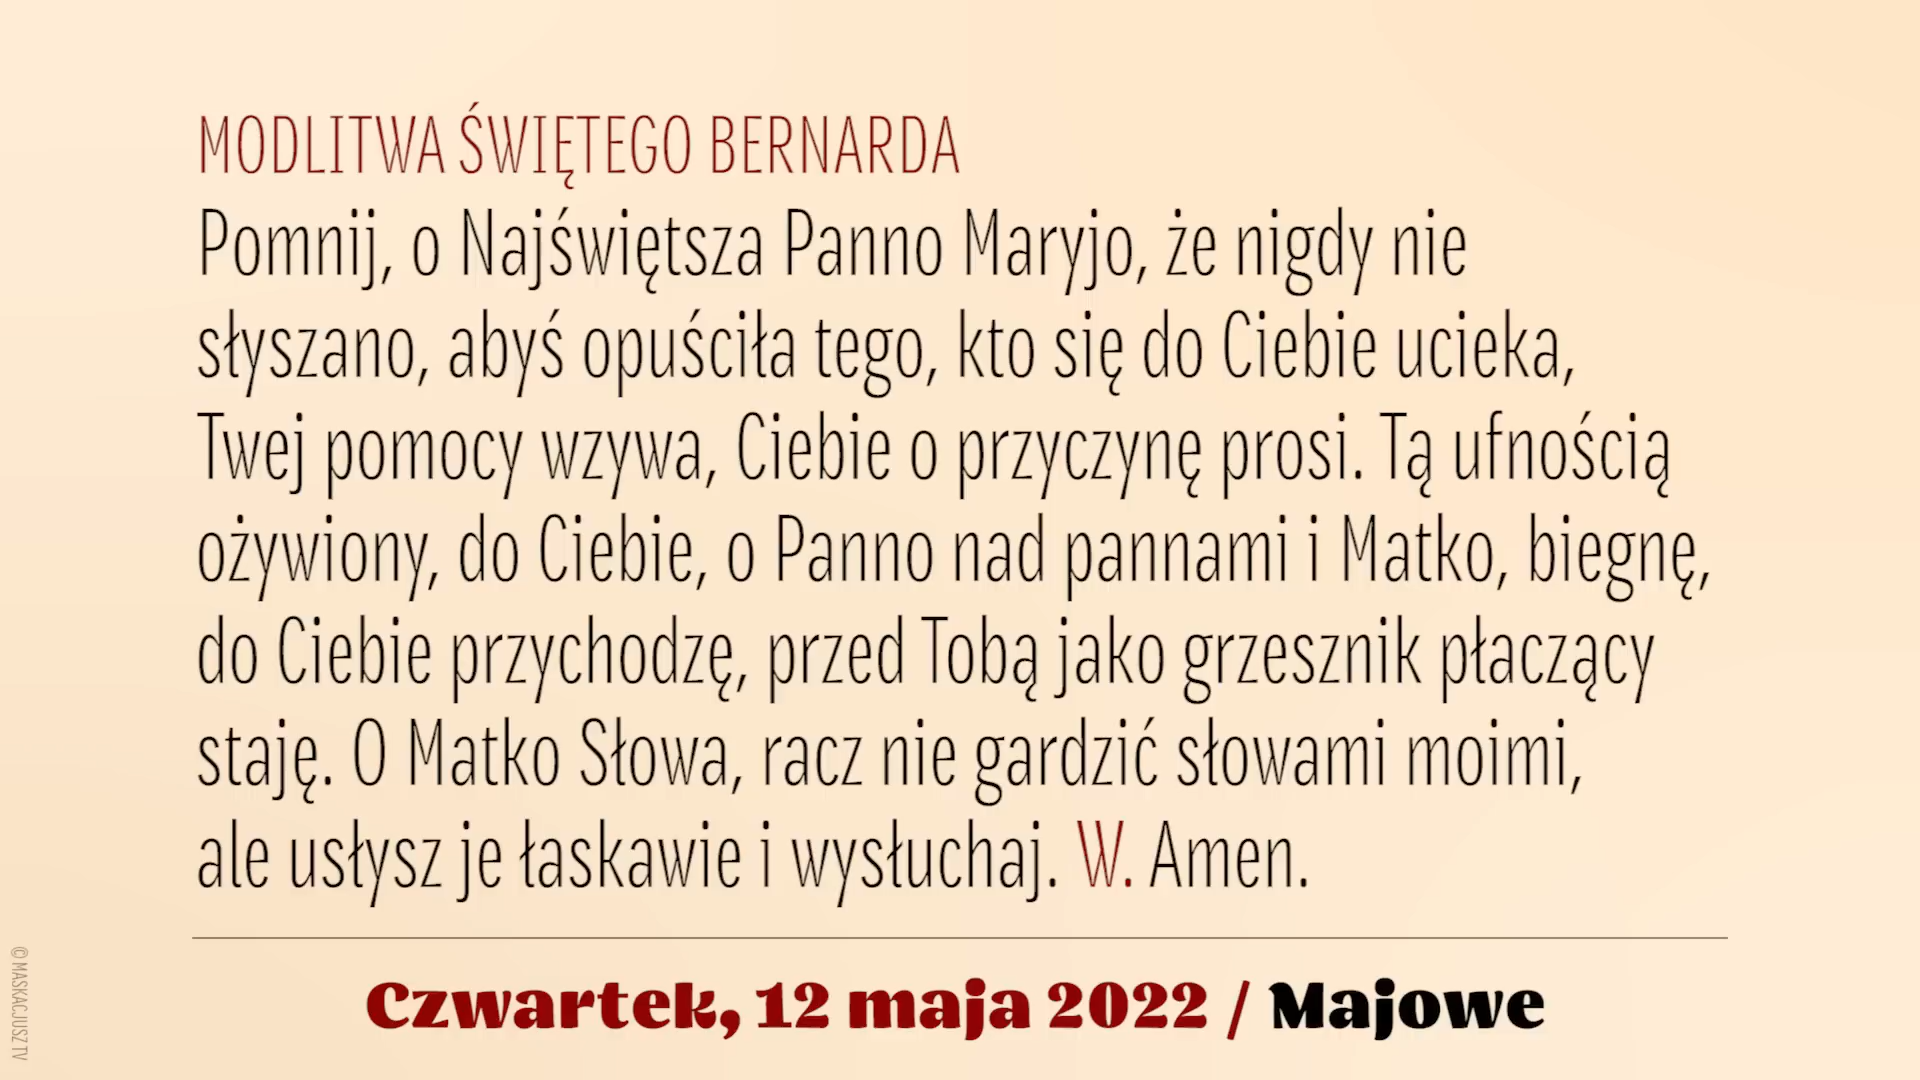 MODLITWA ŚWIĘTEGO BERNARDA
Pomnij, o Najświętsza Panno Maryjo, że nigdy nie
słyszano, abyś opuściła tego, kto się do Ciebie ucieka,
Twej pomocy wzywa, Ciebie o przyczynę prosi. Tą ufnością
ożywiony, do Ciebie, o Panno nad pannami i Matko, biegnę,
do Ciebie przychodzę, przed Tobą jako grzesznik płaczący
staję. O Matko Słowa, racz nie gardzić słowami moimi,
ale usłysz je łaskawie i wysłuchaj. W. Amen.
Czwartek, 12 maja 2022 / Majowe
© MASKACJUSZ TV